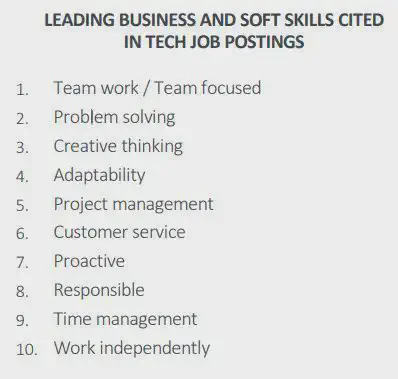 LEADING BUSINESS AND SOFT SKILLS CITED
IN TECH JOB POSTINGS
1. Team work / Team focused
2. Problem solving
3. Creative thinking
4. Adaptability
5. Project management
6. Customer service
7. Proactive
8. Responsible
9. Time management
10. Work independently